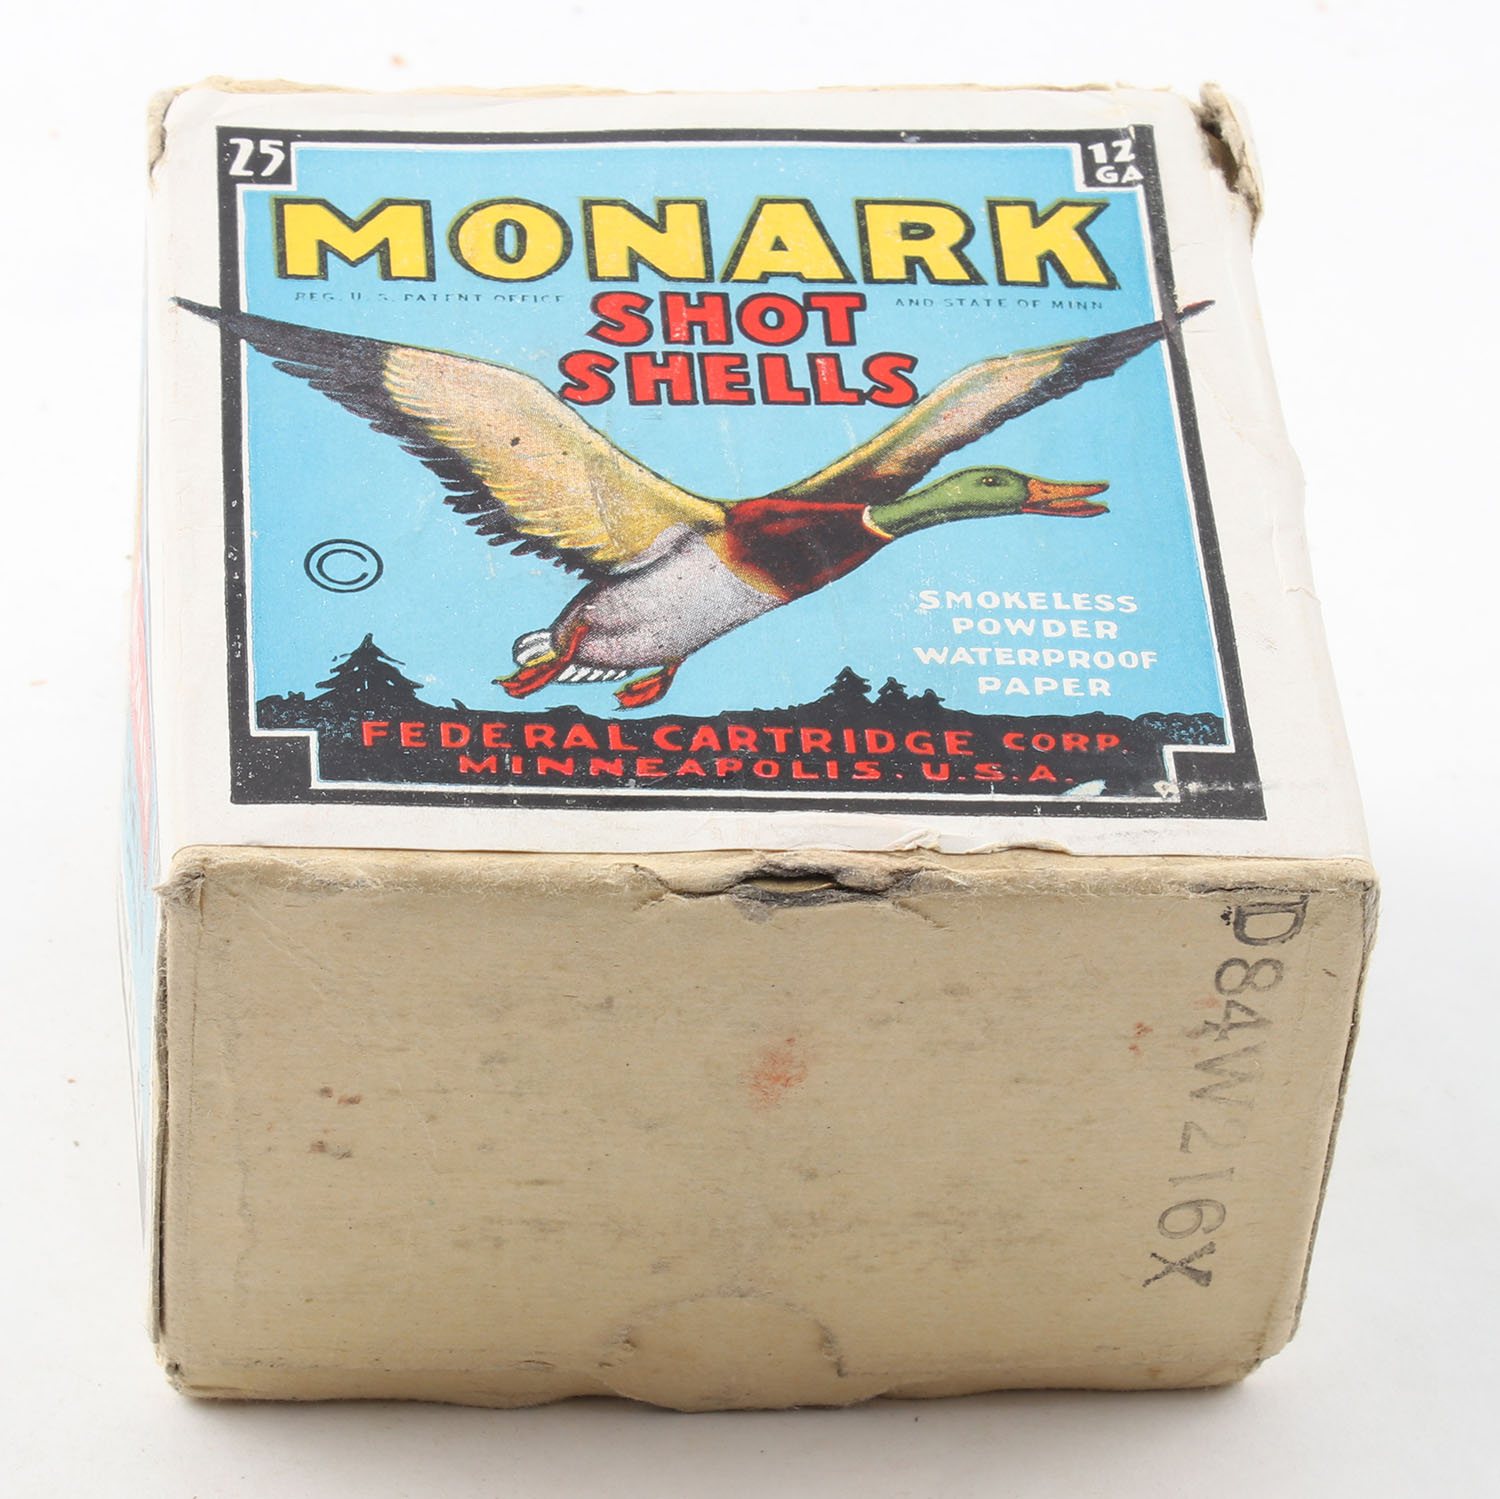 25
12
GA
MONARK
REG. U. S. PATENT OFFICE AND STATE OF MINN
SHOT
SHELLS
©
SMOKELESS
POWDER
WATERPROOF
PAPER
FEDERAL CARTRIDGE CORP.
MINNEAPOLIS. U.S.A.
D84W216X